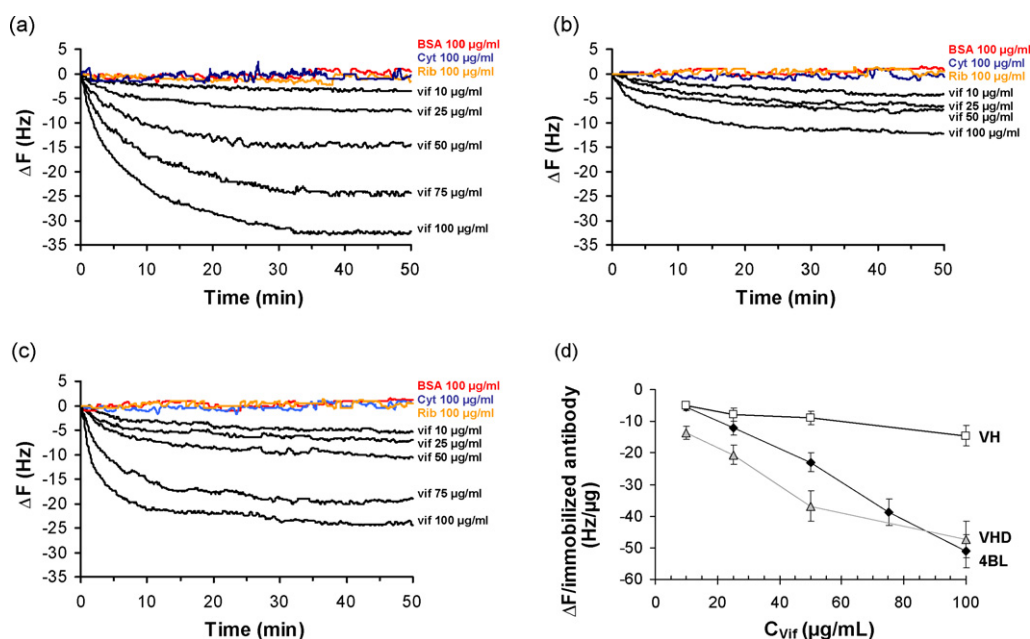 (a)
5
0
-5
-10
-15
-20
-25
-30
-35
ΔF (Hz)
0 10 20 30 40 50
Time (min)
BSA 100 µg/ml
Cyt 100 µg/ml
Rib 100 µg/ml
vif 10 µg/ml
vif 25 µg/ml
vif 50 µg/ml
vif 75 µg/ml
vif 100 µg/ml
(b)
5
0
-5
-10
-15
-20
-25
-30
-35
ΔF (Hz)
0 10 20 30 40 50
Time (min)
BSA 100 µg/ml
Cyt 100 µg/ml
Rib 100 µg/ml
vif 10 µg/ml
vif 25 µg/ml
vif 50 µg/ml
vif 100 µg/ml
(c)
5
0
-5
-10
-15
-20
-25
-30
-35
ΔF (Hz)
0 10 20 30 40 50
Time (min)
BSA 100 µg/ml
Cyt 100 µg/ml
Rib 100 µg/ml
vif 10 µg/ml
vif 25 µg/ml
vif 50 µg/ml
vif 75 µg/ml
vif 100 µg/ml
(d)
0
-10
-20
-30
-40
-50
-60
ΔF/immobilized antibody
(Hz/µg)
0 20 40 60 80 100
CVif (µg/mL)
VH
VHD
4BL